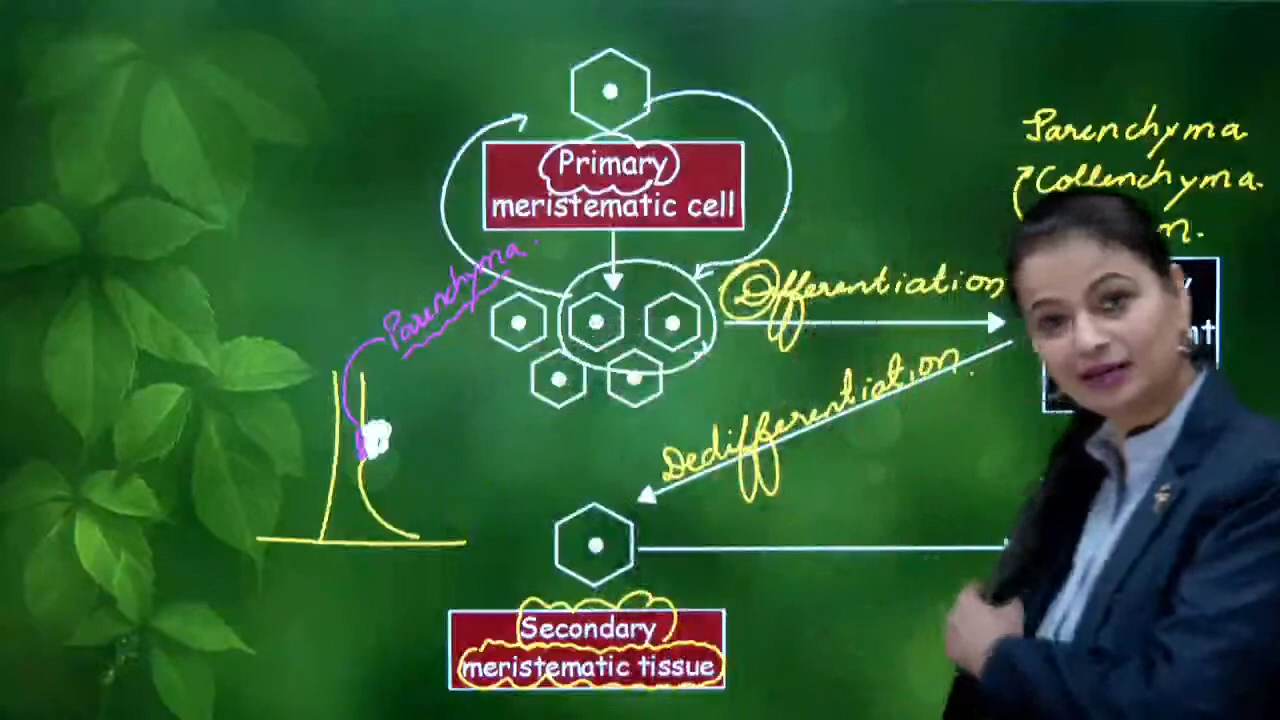 Parenchyma
Collenchyma.
Primary
meristematic cell
Parenchyma.
Differentiation
Dedifferentiation.
Secondary
meristematic tissue